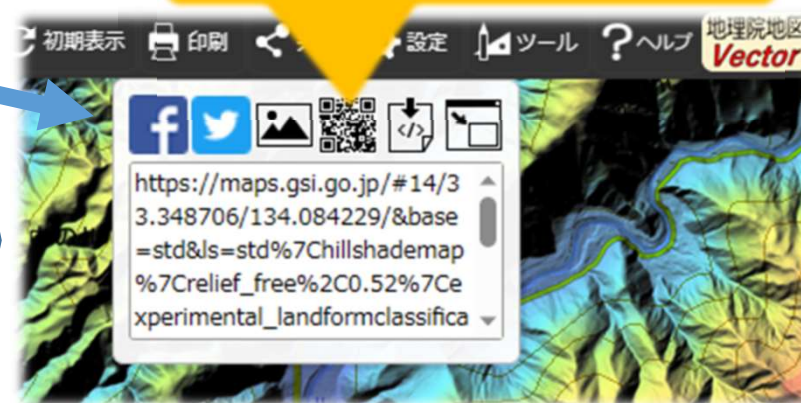 初期表示 印刷 設定 ツール ?ヘルプ 地理院地図
Vector
https://maps.gsi.go.jp/#14/3
3.348706/134.084229/&base
=std&ls=std%7Chillshademap
%7Crelief_free%2C0.52%7Ce
xperimental_landformclassifica